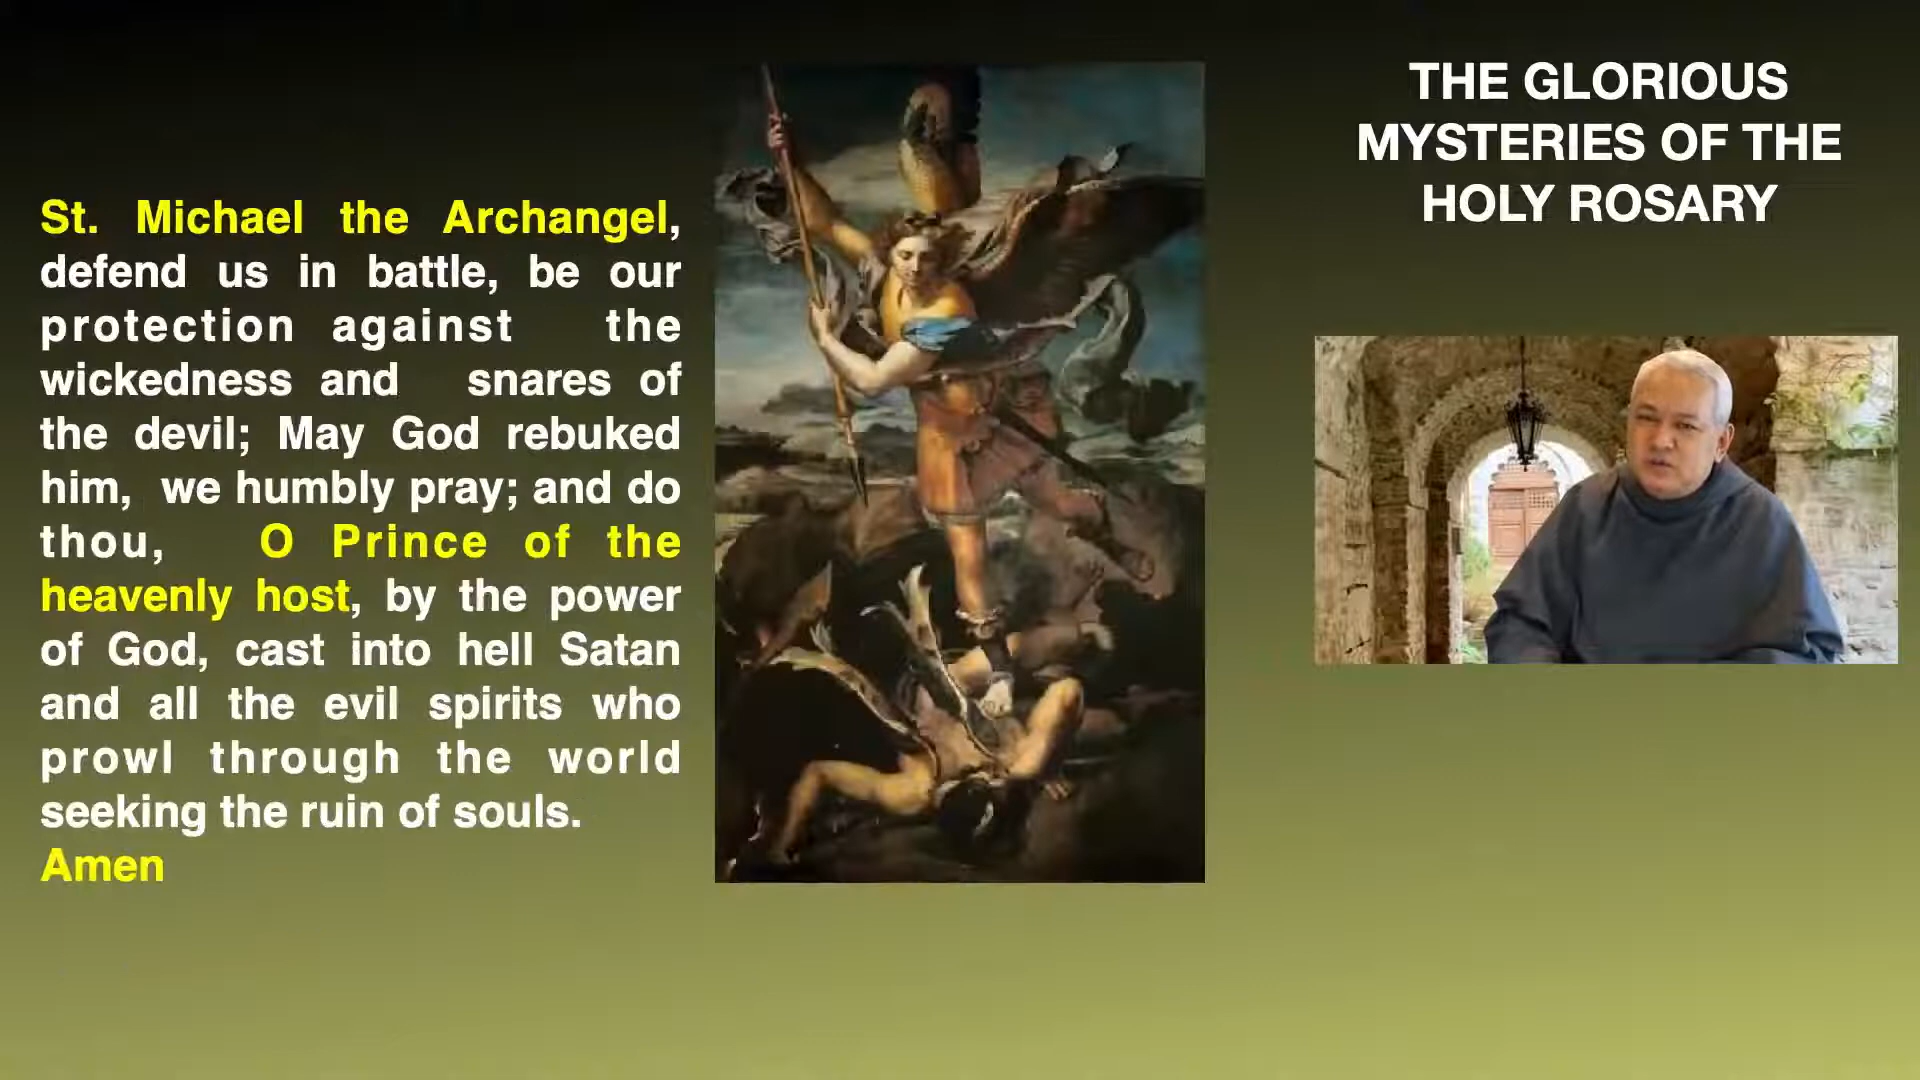 St. Michael the Archangel,
defend us in battle, be our
protection against the
wickedness and snares of
the devil; May God rebuked
him, we humbly pray; and do
thou, O Prince of the
heavenly host, by the power
of God, cast into hell Satan
and all the evil spirits who
prowl through the world
seeking the ruin of souls.
Amen
THE GLORIOUS
MYSTERIES OF THE
HOLY ROSARY